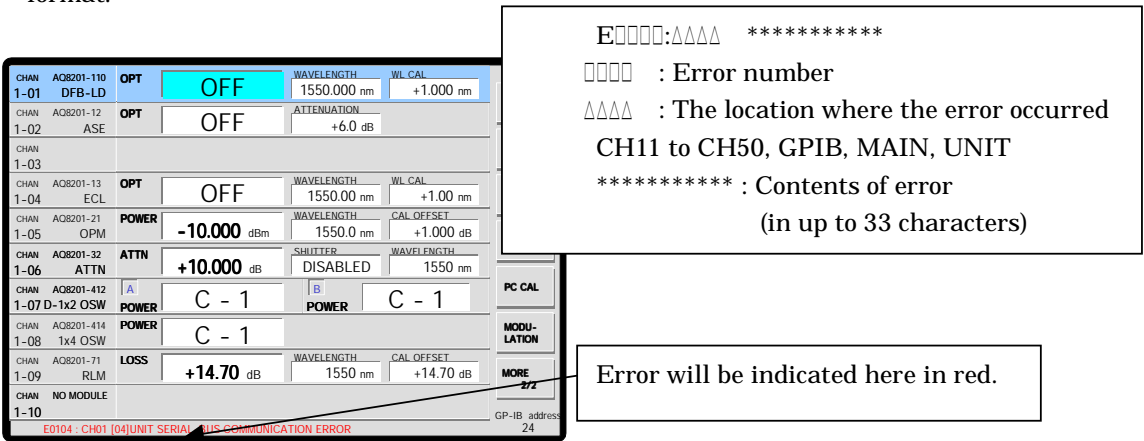 format.
E□□□□:△△△△ ***********
□□□□ : Error number
△△△△ : The location where the error occurred
CH11 to CH50, GPIB, MAIN, UNIT
*********** : Contents of error
(in up to 33 characters)
CHAN AQ8201-110 OPT OFF WAVELENGTH WL CAL
1-01 DFB-LD 1550.000 nm +1.000 nm
CHAN AQ8201-12 OPT OFF ATTENUATION
1-02 ASE +6.0 dB
CHAN
1-03
CHAN AQ8201-13 OPT OFF WAVELENGTH WL CAL
1-04 ECL 1550.00 nm +1.00 nm
CHAN AQ8201-21 POWER -10.000 dBm WAVELENGTH CAL OFFSET
1-05 OPM 1550.0 nm +1.000 dB
CHAN AQ8201-32 ATTN +10.000 dB SHUTTER WAVELENGTH
1-06 ATTN DISABLED 1550 nm
CHAN AQ8201-412 A C - 1 B C - 1
1-07 D-1x2 OSW POWER POWER
CHAN AQ8201-414 POWER C - 1
1-08 1x4 OSW
CHAN AQ8201-71 LOSS +14.70 dB WAVELENGTH CAL OFFSET
1-09 RLM 1550 nm +14.70 dB
CHAN NO MODULE
1-10
E0104 : CH01 [04]UNIT SERIAL BUS COMMUNICATION ERROR
PC CAL
MODU-
LATION
MORE
2/2
GP-IB address
24
Error will be indicated here in red.